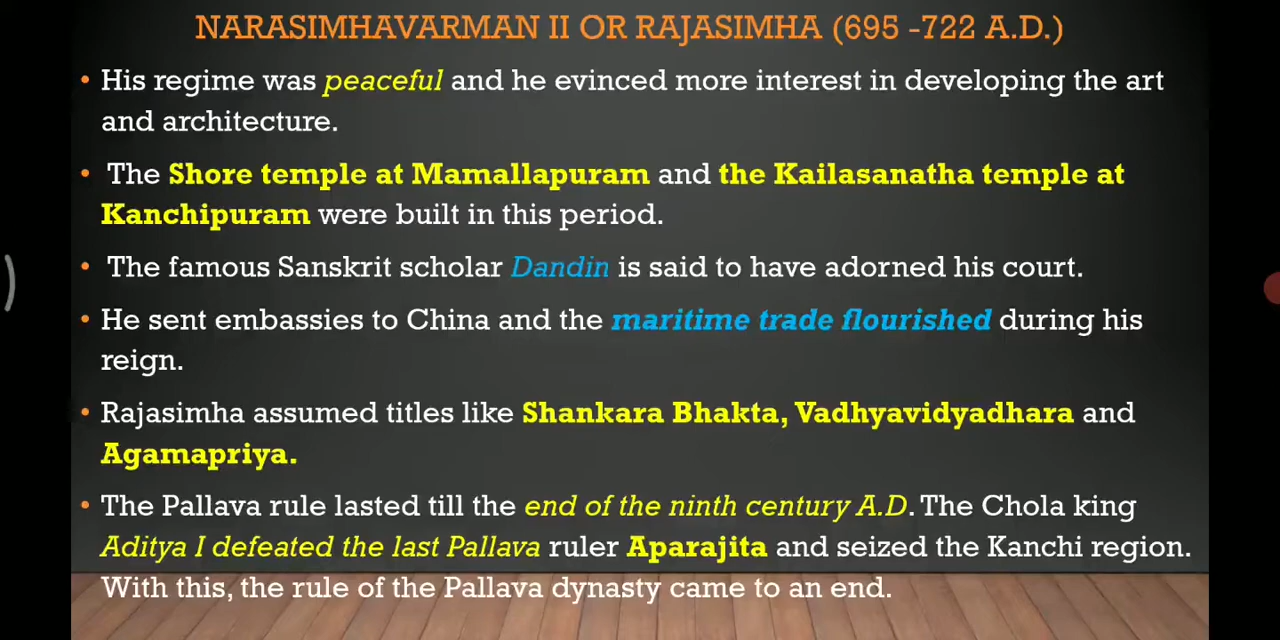 NARASIMHAVARMAN II OR RAJASIMHA (695 -722 A.D.)
• His regime was peaceful and he evinced more interest in developing the art
and architecture.
• The Shore temple at Mamallapuram and the Kailasanatha temple at
Kanchipuram were built in this period.
• The famous Sanskrit scholar Dandin is said to have adorned his court.
• He sent embassies to China and the maritime trade flourished during his
reign.
• Rajasimha assumed titles like Shankara Bhakta, Vadhyavidyadhara and
Agamapriya.
• The Pallava rule lasted till the end of the ninth century A.D. The Chola king
Aditya I defeated the last Pallava ruler Aparajita and seized the Kanchi region.
With this, the rule of the Pallava dynasty came to an end.